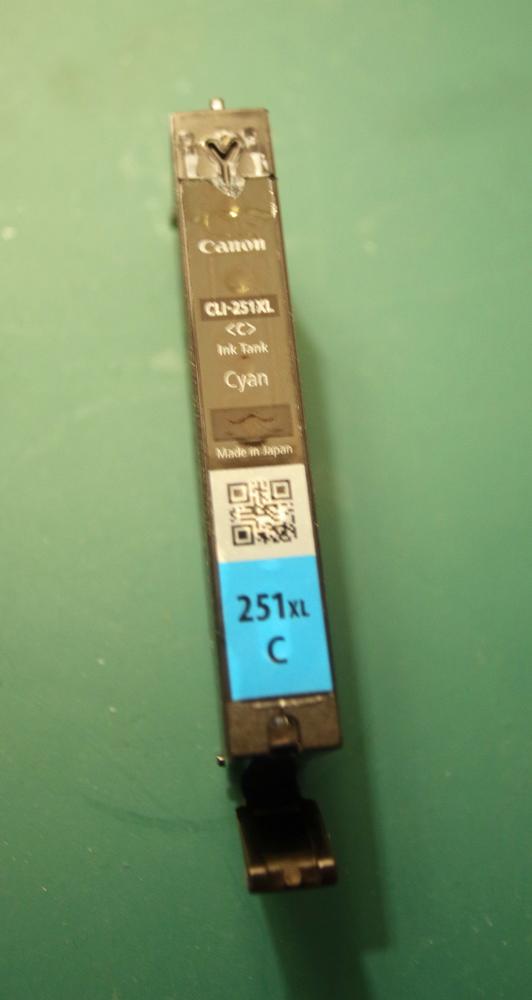 Canon
CLI-251XL
<C>
Ink Tank
Cyan
Made in Japan
251XL
C